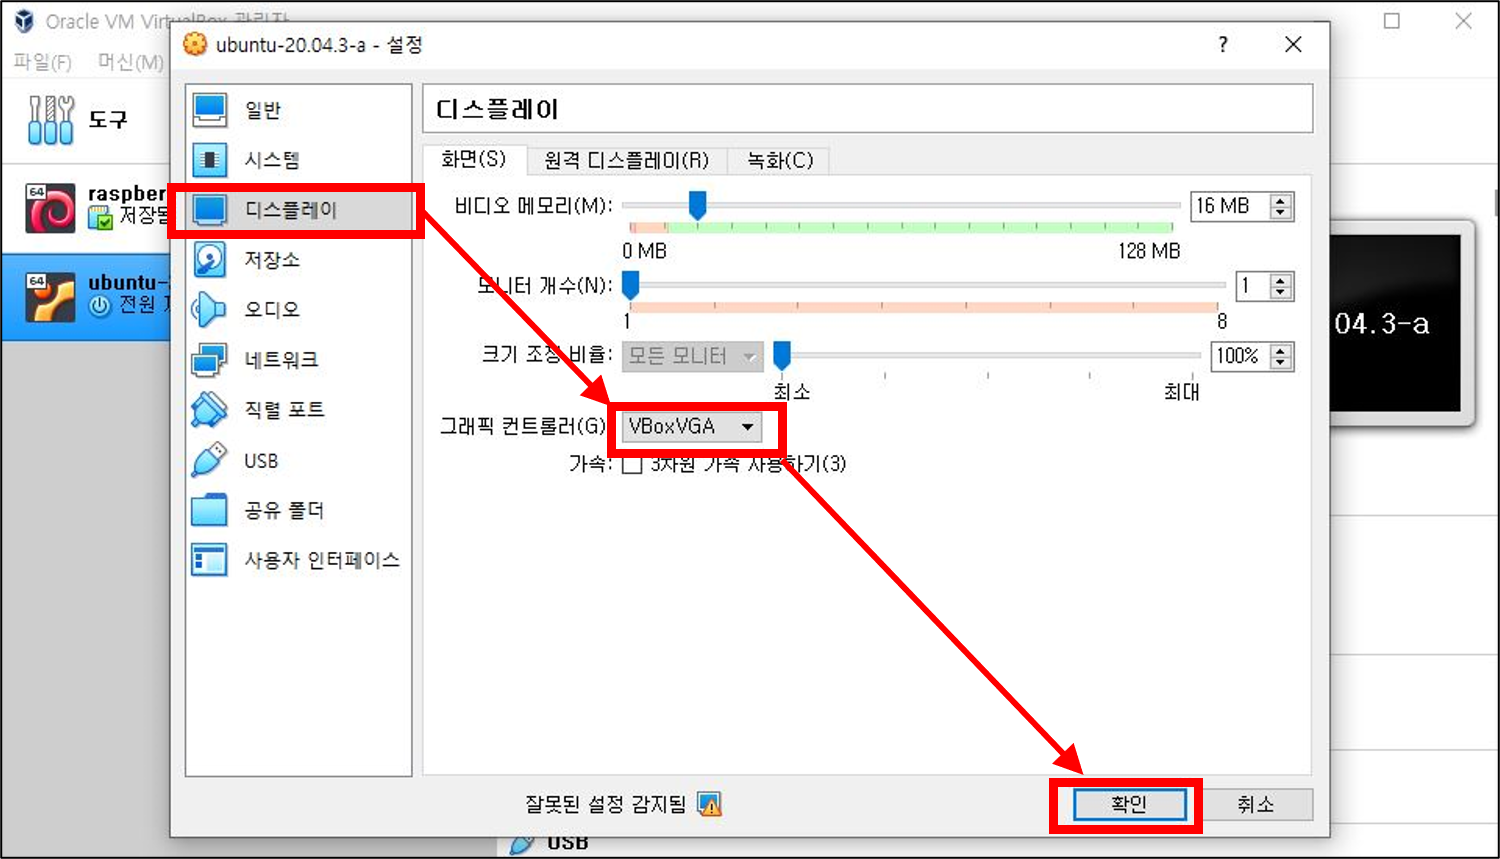 Oracle VM VirtualBox 관리자
파일(F) 머신(M)
도구
64
raspber
저장됨
64
ubuntu-
전원
ubuntu-20.04.3-a - 설정
?
일반
시스템
디스플레이
저장소
오디오
네트워크
직렬 포트
USB
공유 폴더
사용자 인터페이스
디스플레이
화면(S) 원격 디스플레이(R) 녹화(C)
비디오 메모리(M): 16 MB
0 MB 128 MB
모니터 개수(N): 1
1 8
크기 조정 비율: 모든 모니터 100%
최소 최대
그래픽 컨트롤러(G) VBoxVGA
가속: 3차원 가속 사용하기(3)
잘못된 설정 감지됨
확인 취소
04.3-a
USB